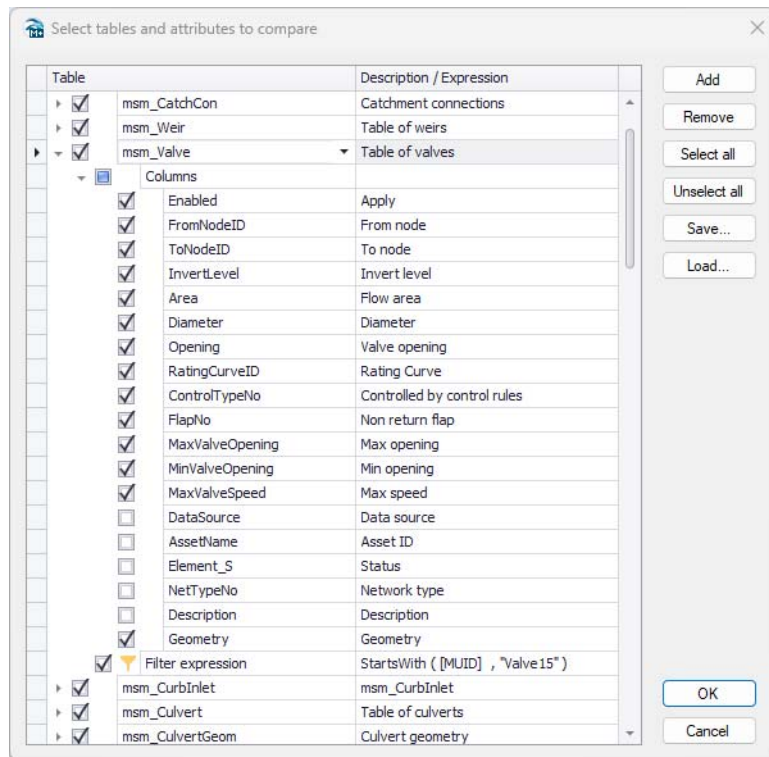 M+ Select tables and attributes to compare
Table Description / Expression Add
msm_CatchCon Catchment connections
msm_Weir Table of weirs Remove
msm_Valve Table of valves Select all
Columns
Enabled Apply Unselect all
FromNodeID From node Save...
ToNodeID To node
InvertLevel Invert level Load...
Area Flow area
Diameter Diameter
Opening Valve opening
RatingCurveID Rating Curve
ControlTypeNo Controlled by control rules
FlapNo Non return flap
MaxValveOpening Max opening
MinValveOpening Min opening
MaxValveSpeed Max speed
DataSource Data source
AssetName Asset ID
Element_S Status
NetTypeNo Network type
Description Description
Geometry Geometry
Filter expression StartsWith ( [MUID] , "Valve15" )
msm_CurbInlet msm_CurbInlet OK
msm_Culvert Table of culverts
msm_CulvertGeom Culvert geometry Cancel